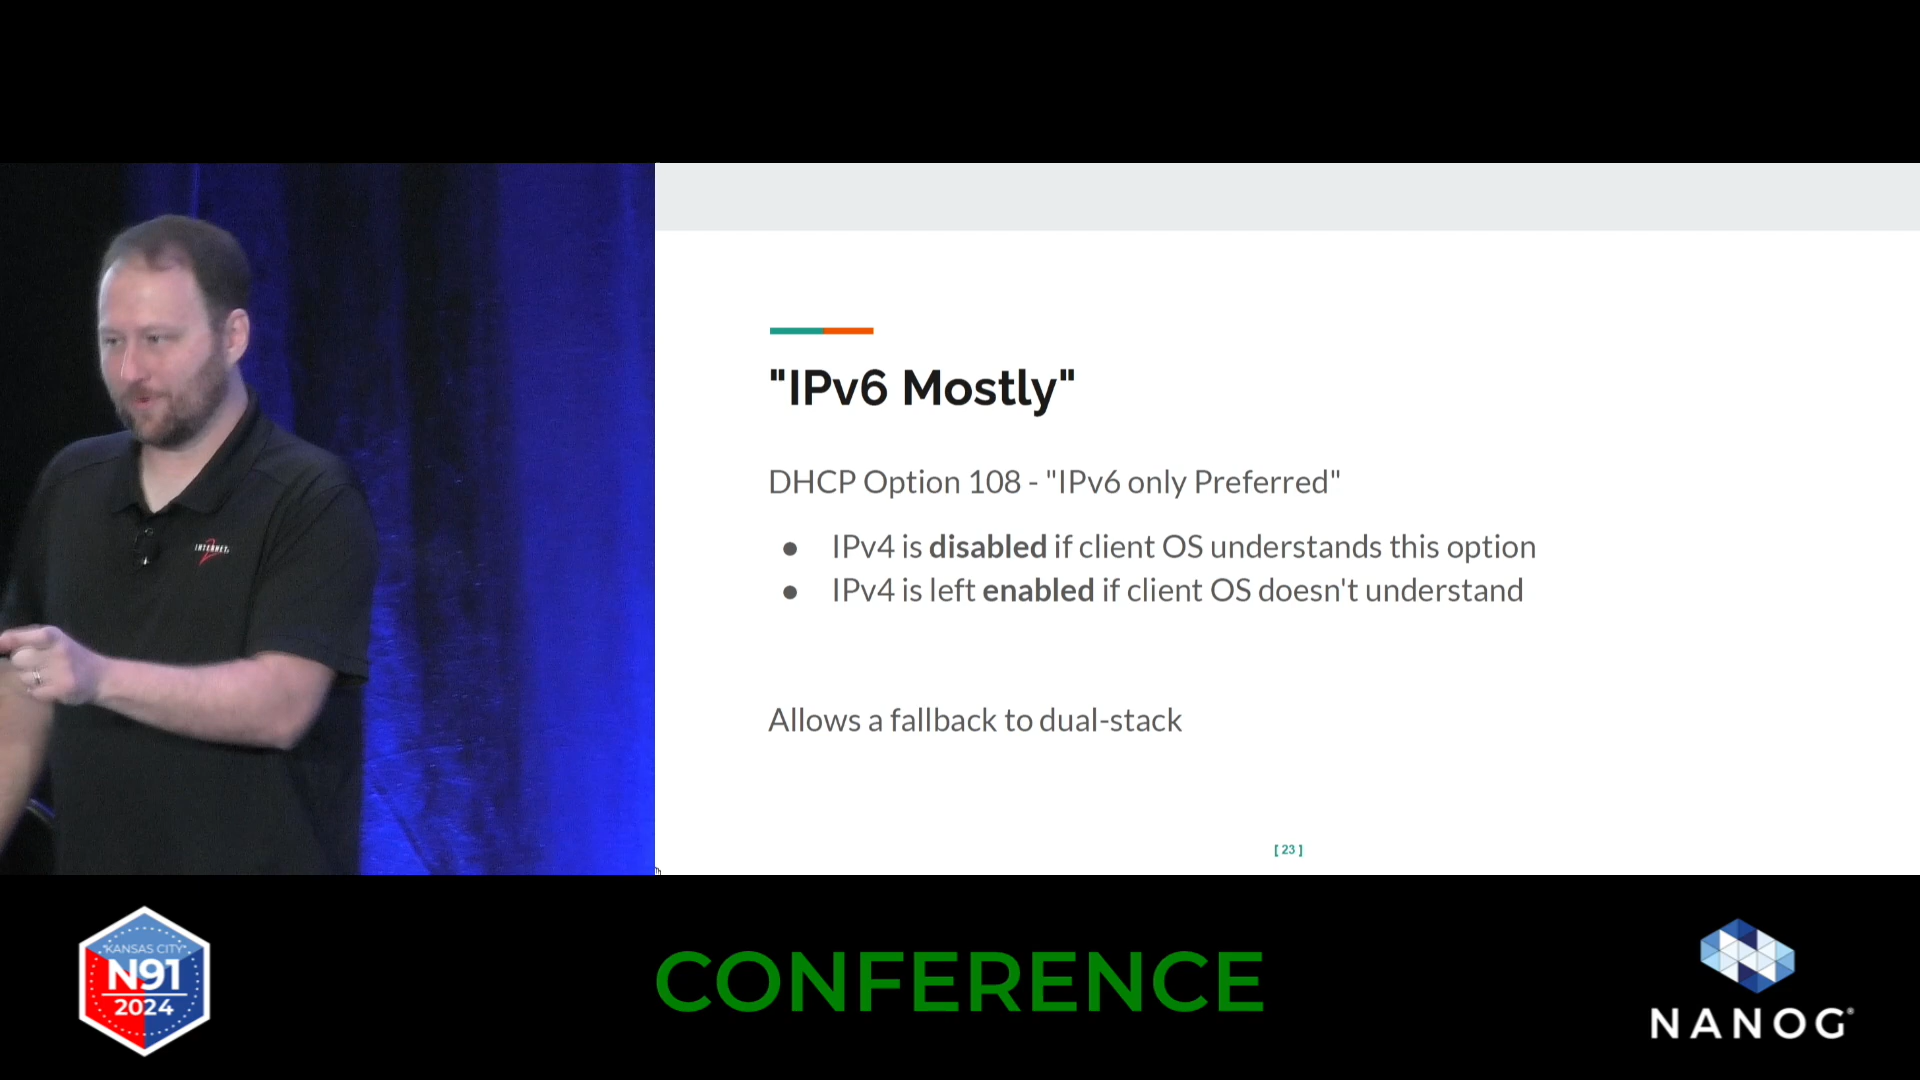 "IPv6 Mostly"
DHCP Option 108 - "IPv6 only Preferred"
● IPv4 is disabled if client OS understands this option
● IPv4 is left enabled if client OS doesn't understand
Allows a fallback to dual-stack
[ 23 ]
INTERNET
2
KANSAS CITY
N91
2024
CONFERENCE
NANOG®